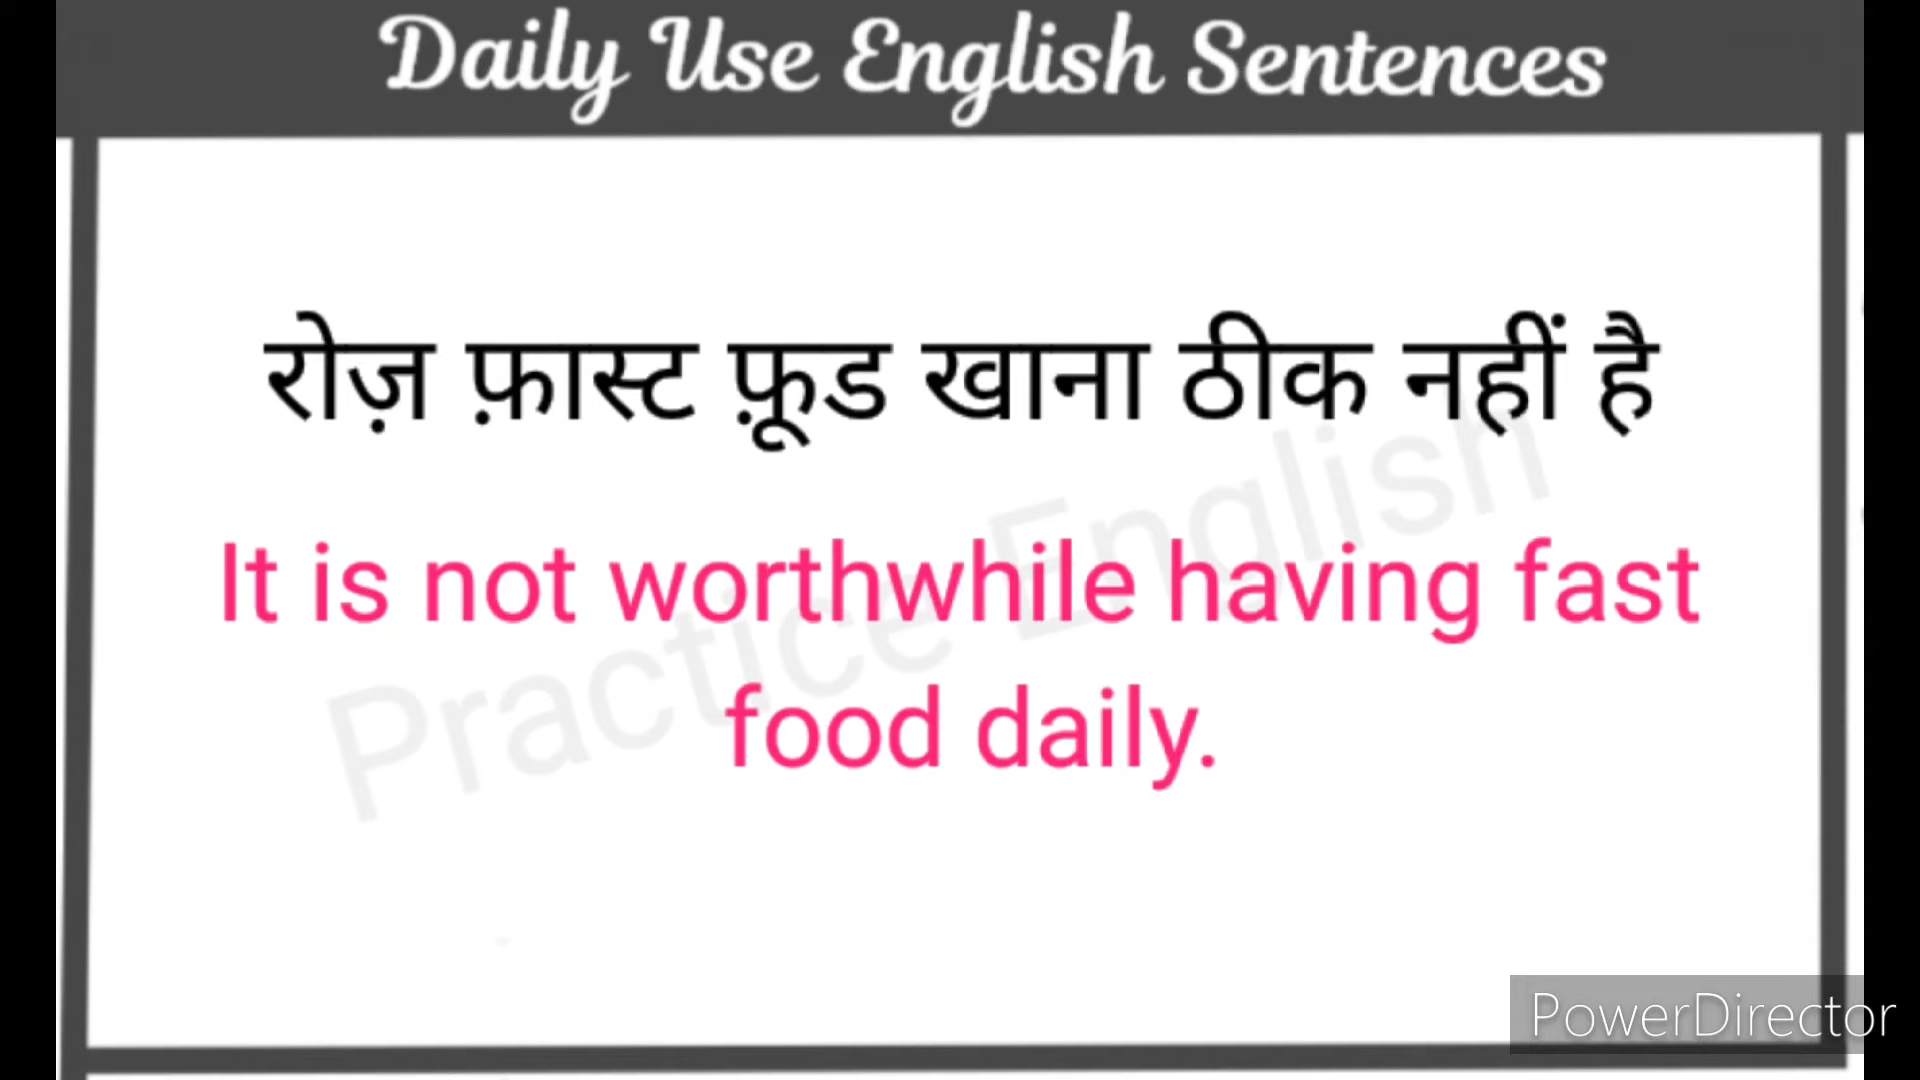 Daily Use English Sentences
रोज़ फ़ास्ट फ़ूड खाना ठीक नहीं है
It is not worthwhile having fast
food daily.
Practice English
PowerDirector